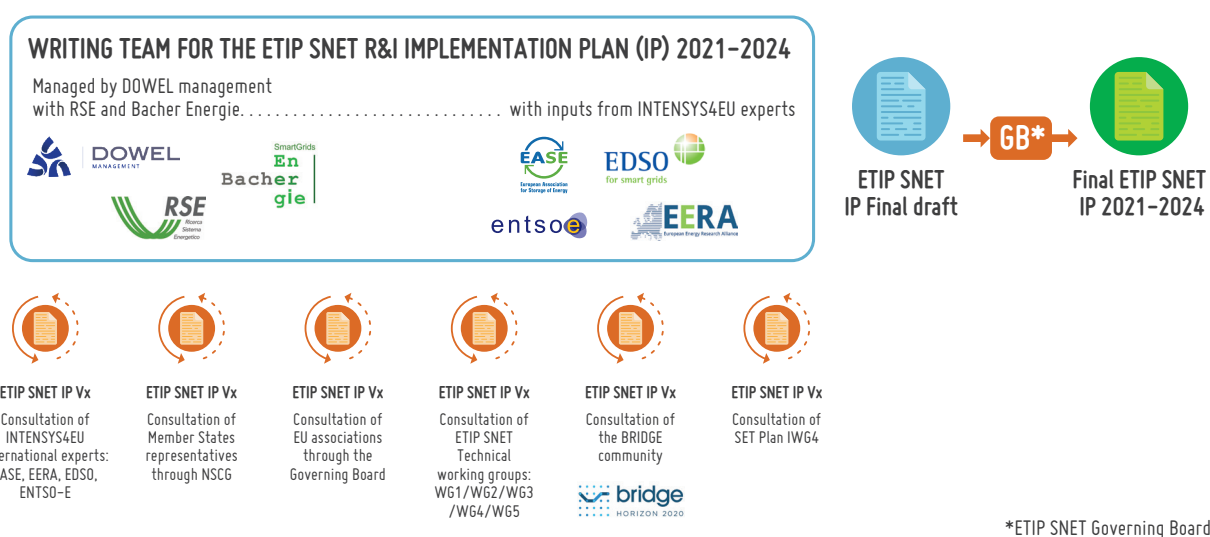 WRITING TEAM FOR THE ETIP SNET R&I IMPLEMENTATION PLAN (IP) 2021-2024
Managed by DOWEL management
with RSE and Bacher Energie. . . . . . . . . . . . . . . . . . . . . . . . . . . . . . with inputs from INTENSYS4EU experts
DOWEL
MANAGEMENT
SmartGrids
En
Bacher
gie
RSE
Ricerca
Sistema
Energetico
EASE
European Association
for Storage of Energy
EDSO
for smart grids
entsoe
EERA
European Energy Research Alliance
ETIP SNET
IP Final draft
GB*
Final ETIP SNET
IP 2021-2024
ETIP SNET IP Vx
Consultation of
INTENSYS4EU
ernational experts:
ASE, EERA, EDSO,
ENTSO-E
ETIP SNET IP Vx
Consultation of
Member States
representatives
through NSCG
ETIP SNET IP Vx
Consultation of
EU associations
through the
Governing Board
ETIP SNET IP Vx
Consultation of
ETIP SNET
Technical
working groups:
WG1/WG2/WG3
/WG4/WG5
ETIP SNET IP Vx
Consultation of
the BRIDGE
community
bridge
HORIZON 2020
ETIP SNET IP Vx
Consultation of
SET Plan IWG4
*ETIP SNET Governing Board